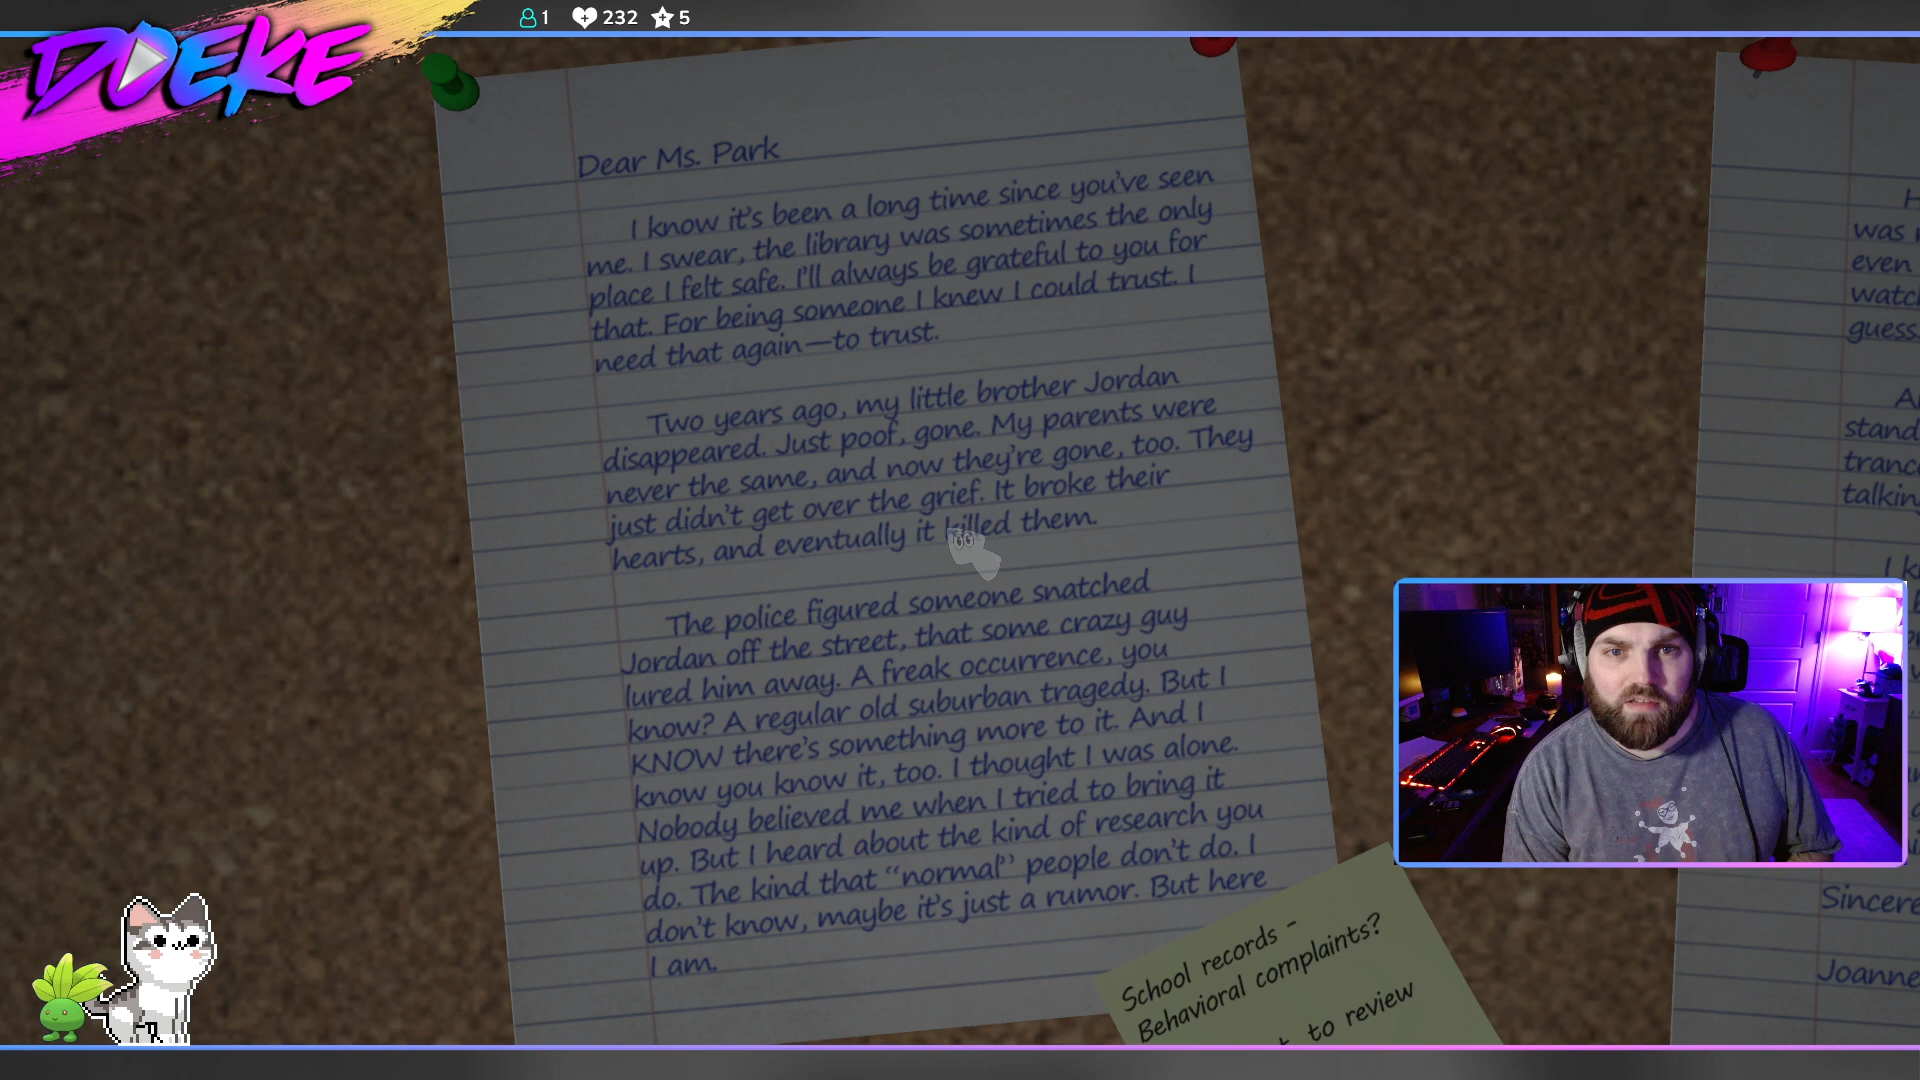 DOEKE
1 232 5
Dear Ms. Park
I know it's been a long time since you've seen
me. I swear, the library was sometimes the only
place I felt safe. I'll always be grateful to you for
that. For being someone I knew I could trust. I
need that again—to trust.
Two years ago, my little brother Jordan
disappeared. Just poof, gone. My parents were
never the same, and now they're gone, too. They
just didn't get over the grief. It broke their
hearts, and eventually it killed them.
The police figured someone snatched
Jordan off the street, that some crazy guy
lured him away. A freak occurrence, you
know? A regular old suburban tragedy. But I
KNOW there's something more to it. And I
know you know it, too. I thought I was alone.
Nobody believed me when I tried to bring it
up. But I heard about the kind of research you
do. The kind that “normal” people don't do. I
don't know, maybe it's just a rumor. But here
I am.
School records -
Behavioral complaints?
to review
was
even
watch
guess.
stand
tranc
talking
I k
Sincere
Joanne